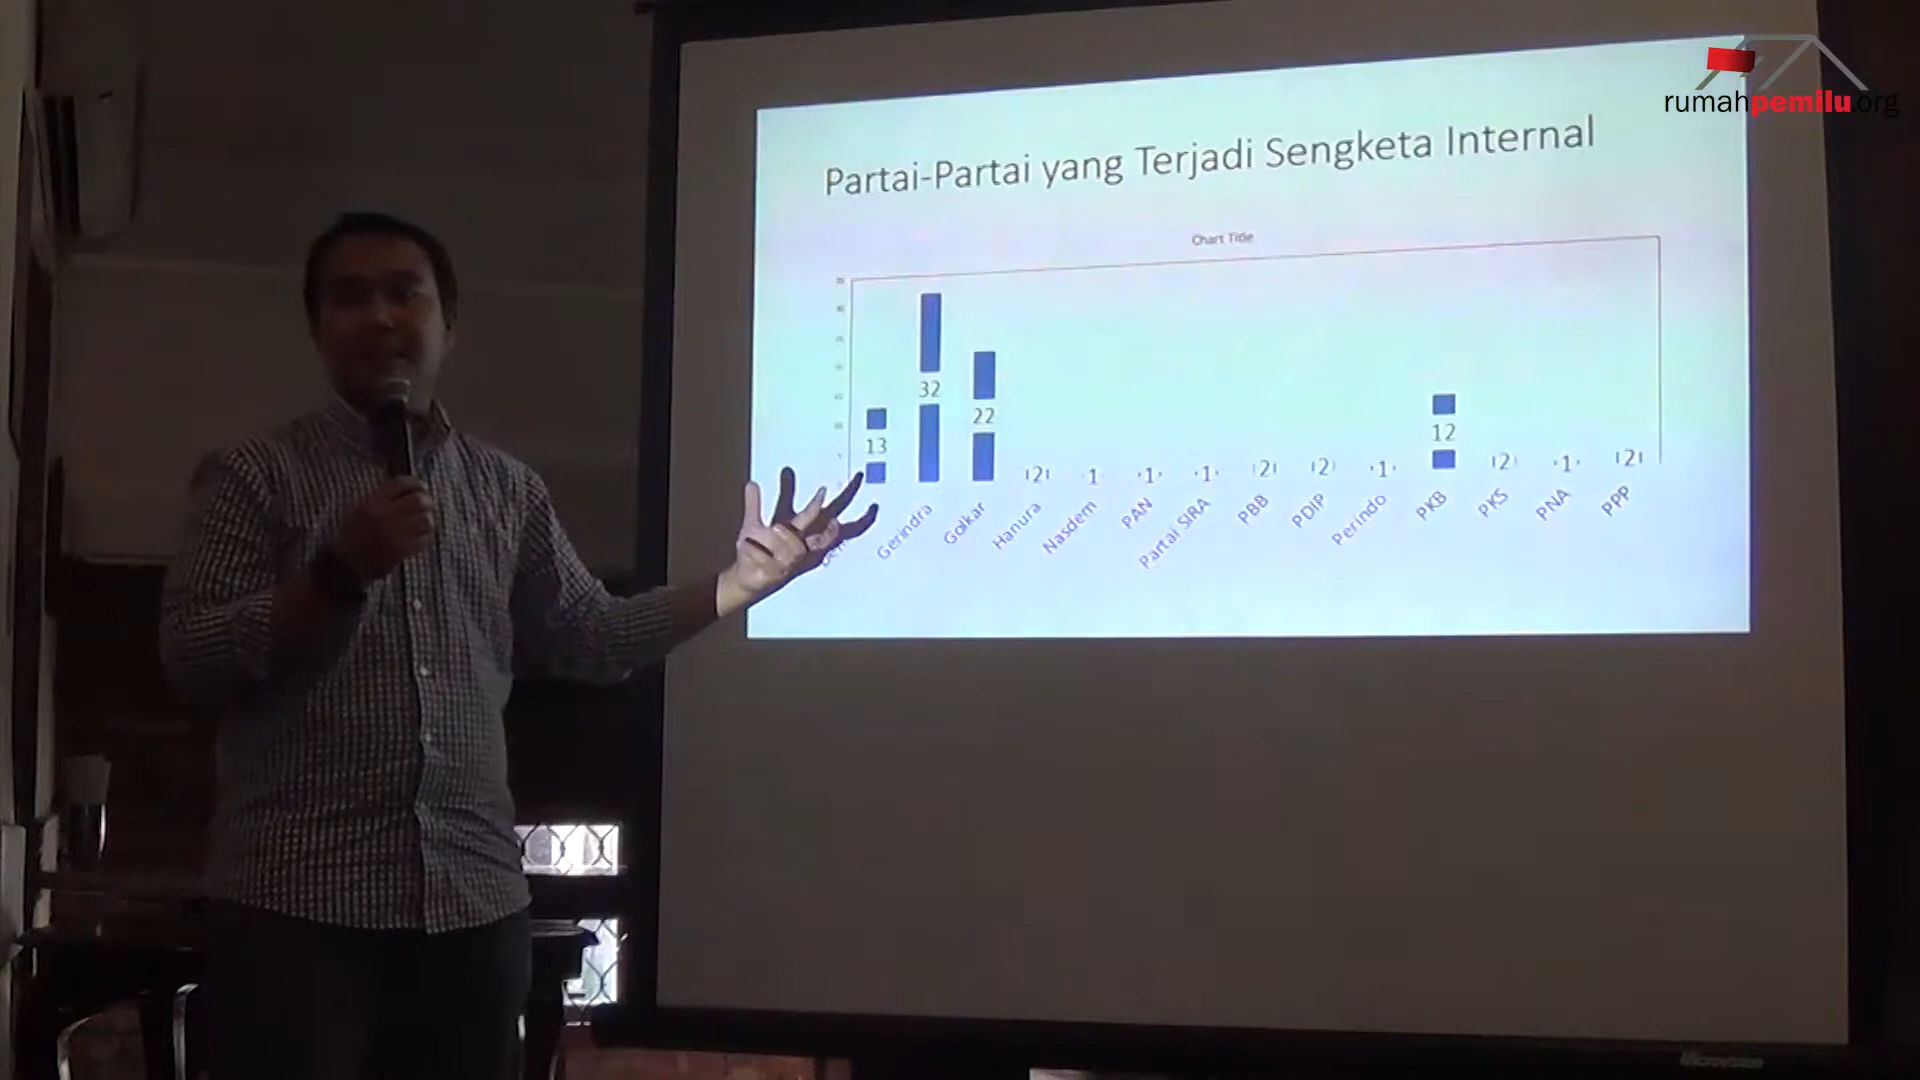 rumahpemilu.org
Partai-Partai yang Terjadi Sengketa Internal
Chart Title
13
32
22
2
1
1
1
2
2
1
12
2
1
2
Gerindra
Golkar
Hanura
Nasdem
PAN
Partai SIRA
PBB
PDIP
Perindo
PKB
PKS
PNA
PPP